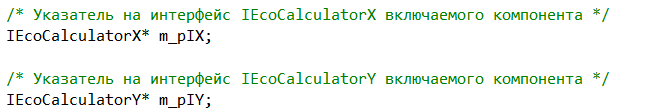 /* Указатель на интерфейс IEcoCalculatorX включаемого компонента */
IEcoCalculatorX* m_pIX;
/* Указатель на интерфейс IEcoCalculatorY включаемого компонента */
IEcoCalculatorY* m_pIY;